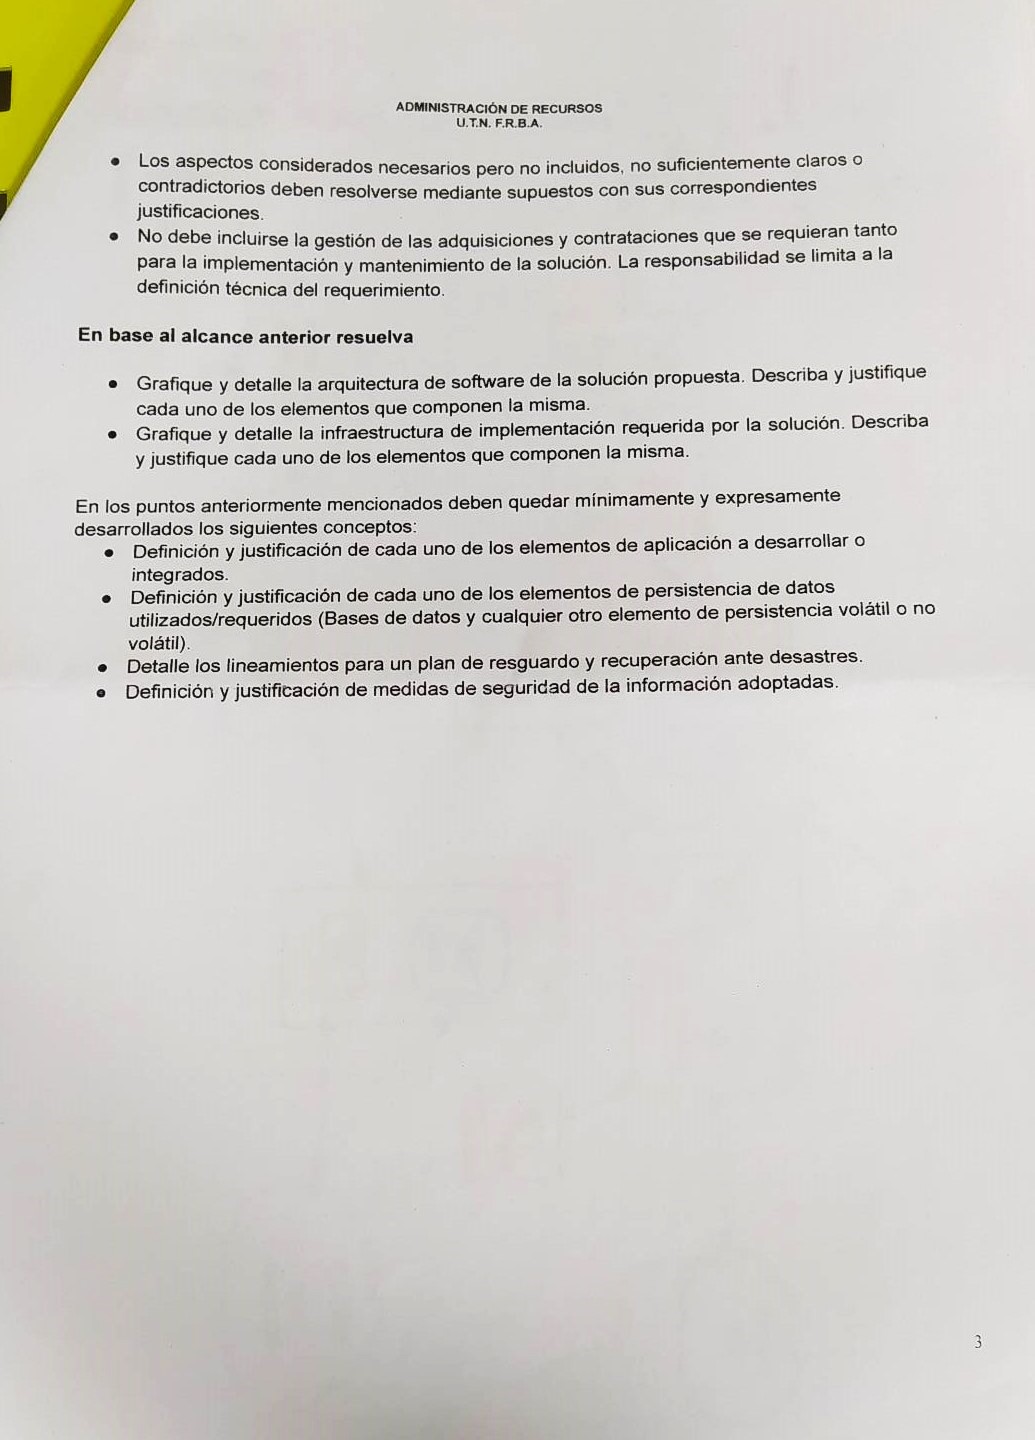 ADMINISTRACIÓN DE RECURSOS
U.T.N. F.R.B.A.
• Los aspectos considerados necesarios pero no incluidos, no suficientemente claros o
contradictorios deben resolverse mediante supuestos con sus correspondientes
justificaciones.
• No debe incluirse la gestión de las adquisiciones y contrataciones que se requieran tanto
para la implementación y mantenimiento de la solución. La responsabilidad se limita a la
definición técnica del requerimiento.
En base al alcance anterior resuelva
• Grafique y detalle la arquitectura de software de la solución propuesta. Describa y justifique
cada uno de los elementos que componen la misma.
• Grafique y detalle la infraestructura de implementación requerida por la solución. Describa
y justifique cada uno de los elementos que componen la misma.
En los puntos anteriormente mencionados deben quedar mínimamente y expresamente
desarrollados los siguientes conceptos:
• Definición y justificación de cada uno de los elementos de aplicación a desarrollar o
integrados.
• Definición y justificación de cada uno de los elementos de persistencia de datos
utilizados/requeridos (Bases de datos y cualquier otro elemento de persistencia volátil o no
volátil).
• Detalle los lineamientos para un plan de resguardo y recuperación ante desastres.
• Definición y justificación de medidas de seguridad de la información adoptadas.
3